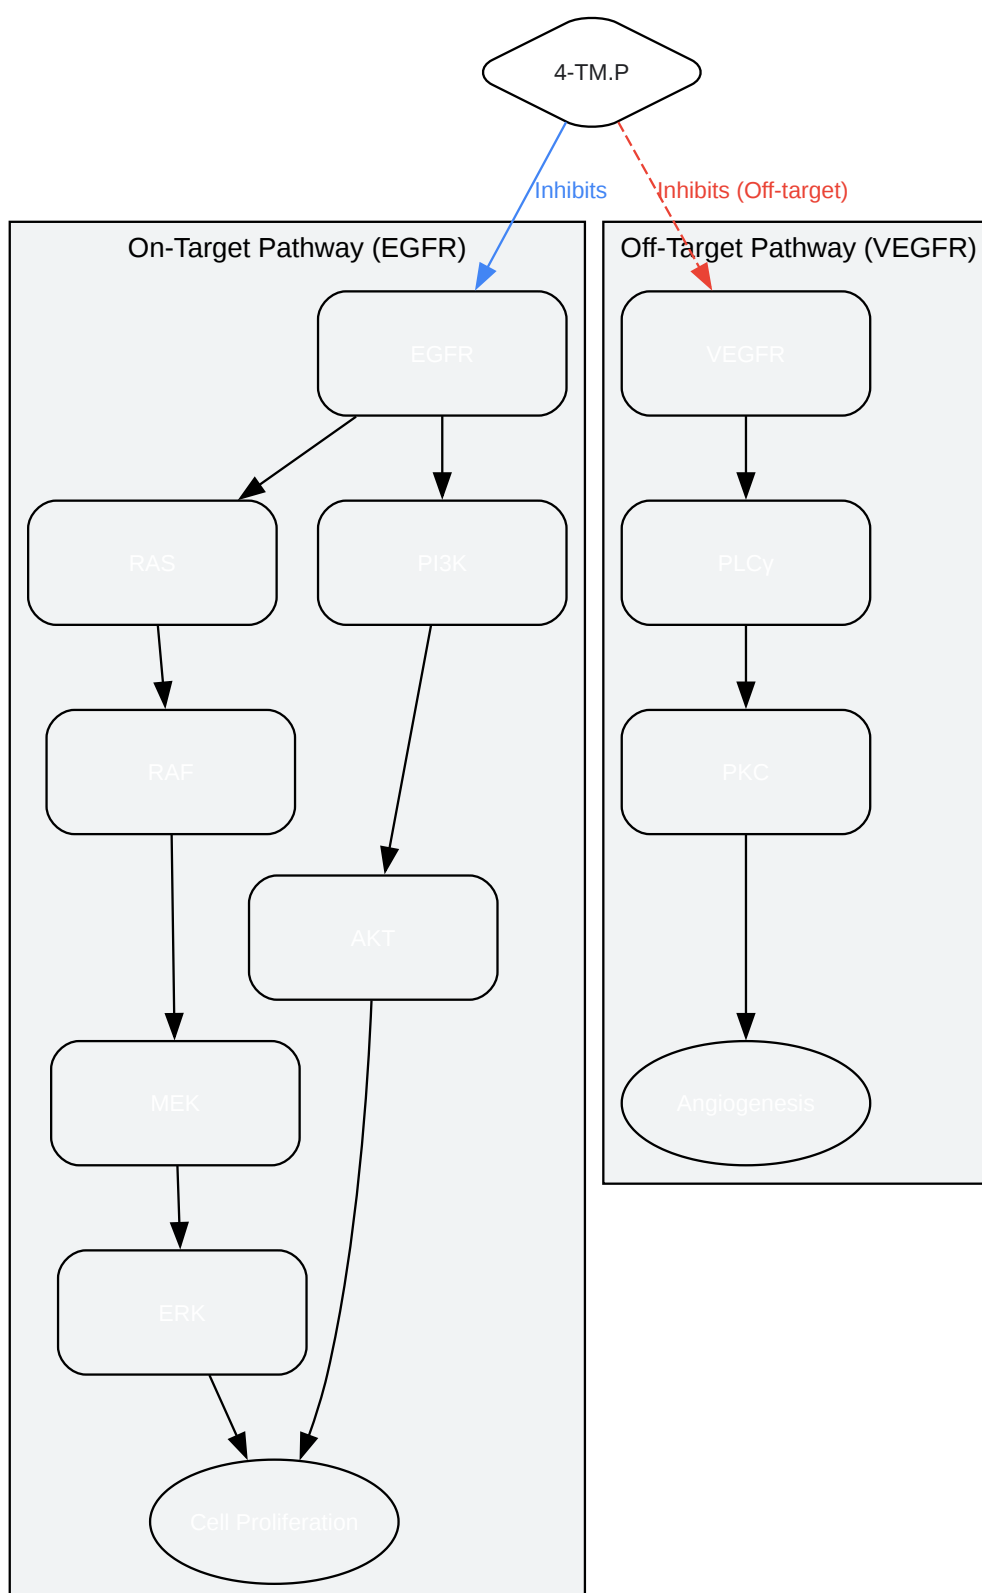 4-TM.P
Inhibits
Inhibits (Off-target)
On-Target Pathway (EGFR)
Off-Target Pathway (VEGFR)
EGFR
VEGFR
RAS
PI3K
PLCγ
RAF
PKC
AKT
MEK
Angiogenesis
ERK
Cell Proliferation